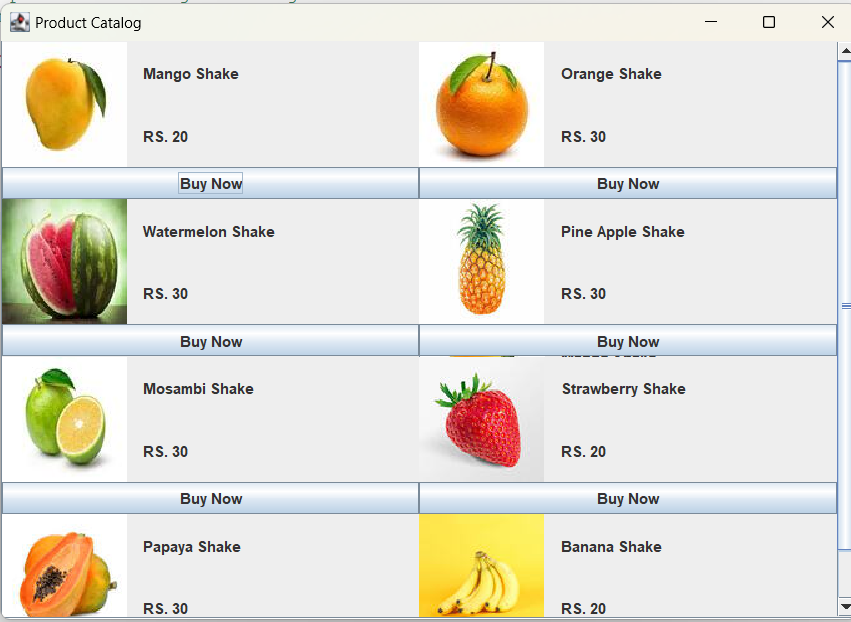 Product Catalog
Mango Shake
Orange Shake
RS. 20
RS. 30
Buy Now
Buy Now
Watermelon Shake
Pine Apple Shake
RS. 30
RS. 30
Buy Now
Buy Now
Mosambi Shake
Strawberry Shake
RS. 30
RS. 20
Buy Now
Buy Now
Papaya Shake
Banana Shake
RS. 30
RS. 20